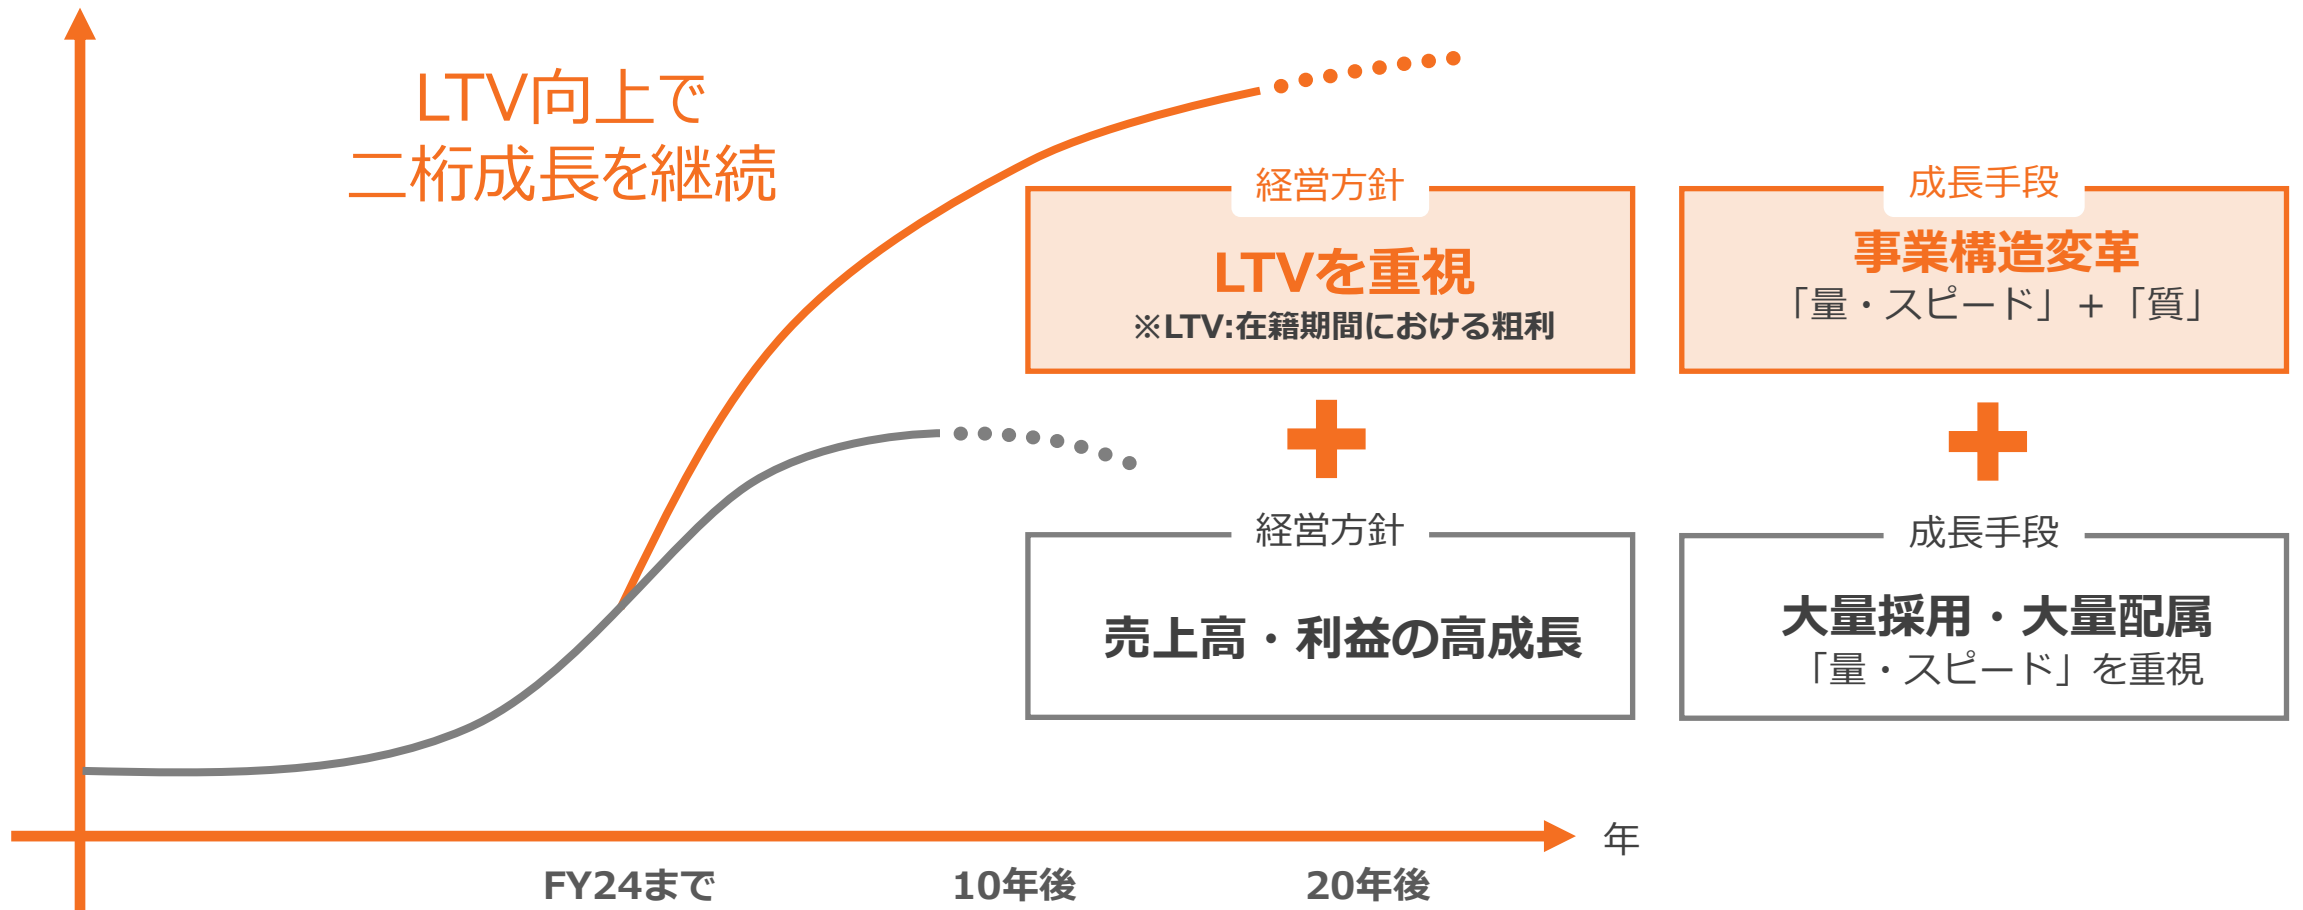 LTV向上で
二桁成長を継続
経営方針
LTVを重視
※LTV:在籍期間における粗利
成長手段
事業構造変革
「量・スピード」+「質」
経営方針
売上高・利益の高成長
成長手段
大量採用・大量配属
「量・スピード」を重視
年
FY24まで
10年後
20年後